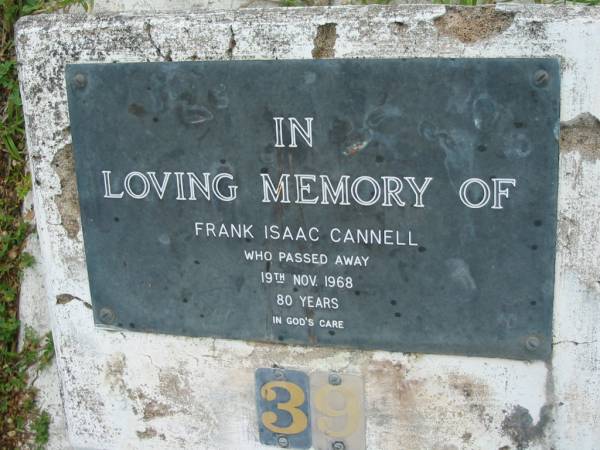 IN
LOVING MEMORY OF
FRANK ISAAC CANNELL
WHO PASSED AWAY
19TH NOV. 1968
80 YEARS
IN GOD'S CARE
39